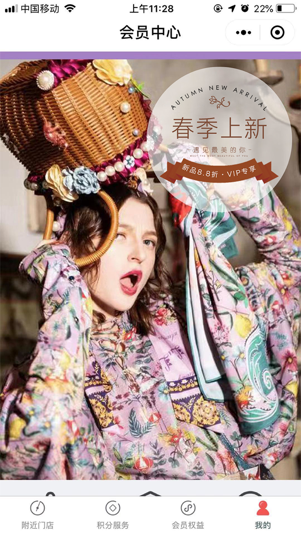 中国移动
上午11:28
22%
会员中心
AUTUMN NEW ARRIVAL
春季上新
遇见最美的你
新品8.8折·VIP专享
附近门店
积分服务
会员权益
我的